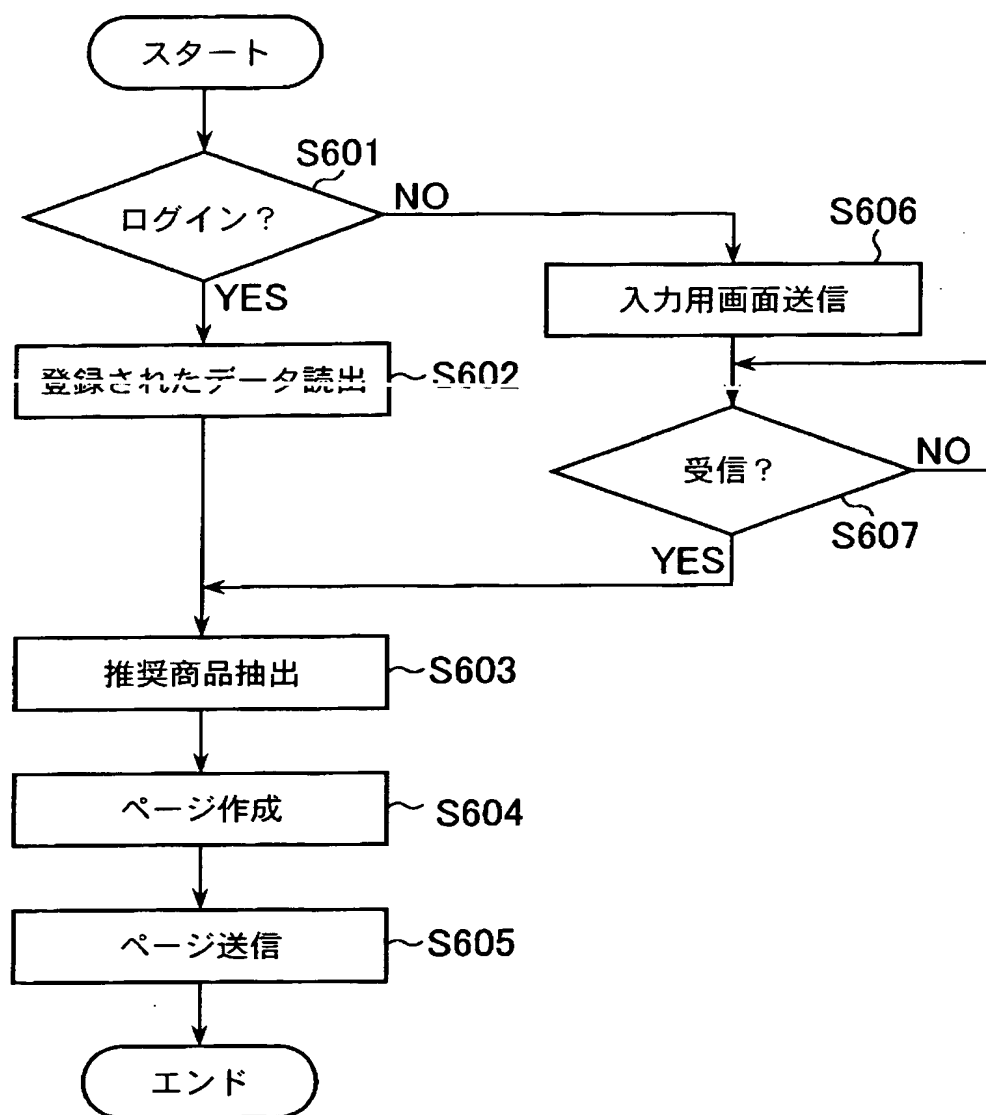 スタート
S601
ログイン？
NO
YES
S606
入力用画面送信
登録されたデータ読出
S602
受信？
NO
S607
YES
推奨商品抽出
S603
ページ作成
S604
ページ送信
S605
エンド